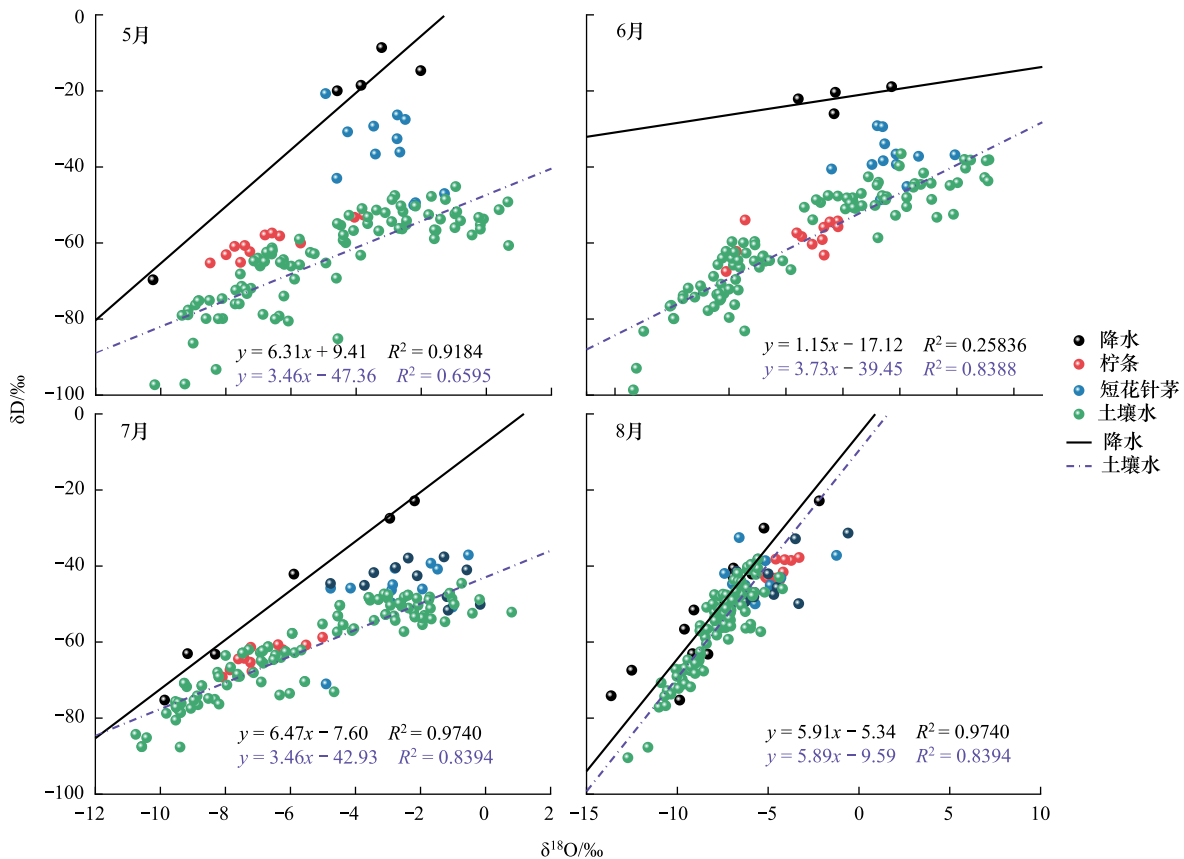 δD/‰
0
−20
−40
−60
−80
−100
5月
y = 6.31x + 9.41 R² = 0.9184
y = 3.46x − 47.36 R² = 0.6595
6月
y = 1.15x − 17.12 R² = 0.25836
y = 3.73x − 39.45 R² = 0.8388
降水
柠条
短花针茅
土壤水
降水
土壤水
0
−20
−40
−60
−80
−100
7月
y = 6.47x − 7.60 R² = 0.9740
y = 3.46x − 42.93 R² = 0.8394
−12 −10 −8 −6 −4 −2 0 2
8月
y = 5.91x − 5.34 R² = 0.9740
y = 5.89x − 9.59 R² = 0.8394
−15 −10 −5 0 5 10
δ¹⁸O/‰